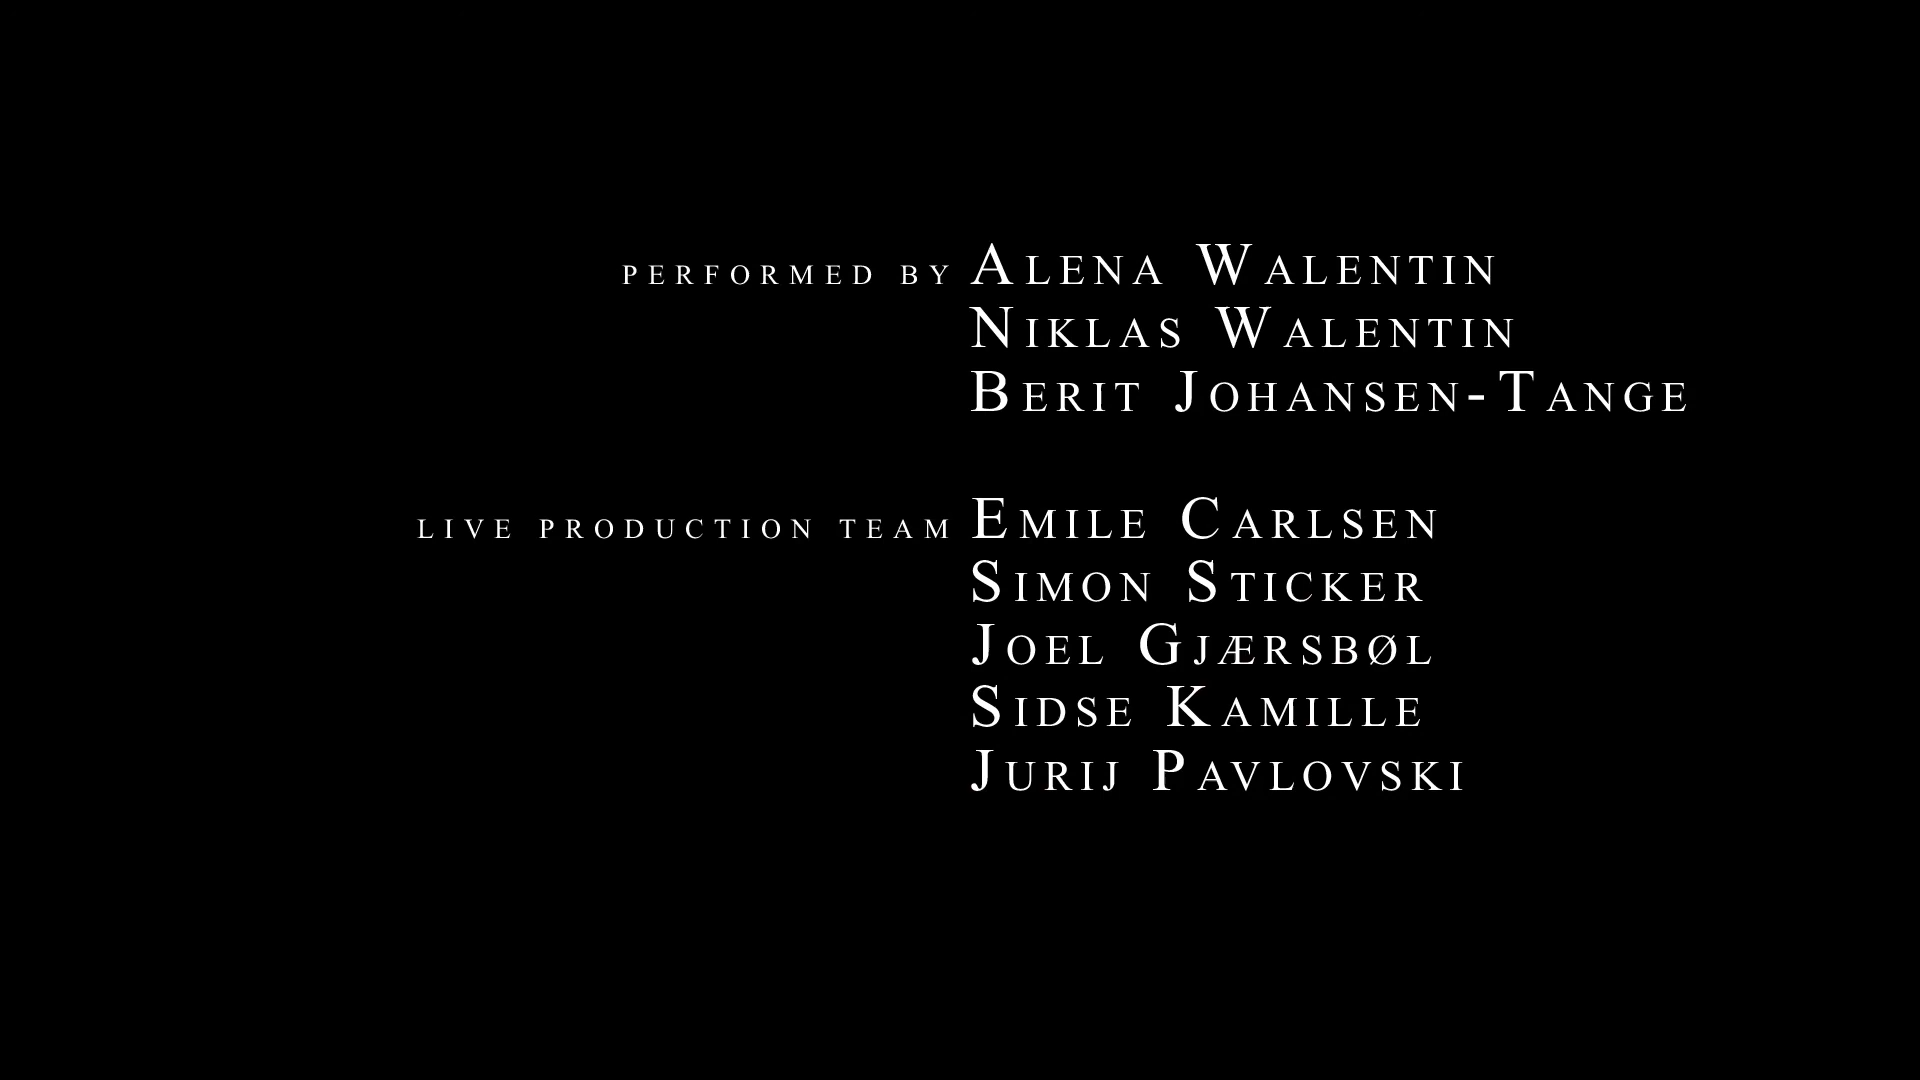 PERFORMED BY ALENA WALENTIN
NIKLAS WALENTIN
BERIT JOHANSEN-TANGE
LIVE PRODUCTION TEAM EMILE CARLSEN
SIMON STICKER
JOEL GJÆRSBØL
SIDSE KAMILLE
JURIJ PAVLOVSKI